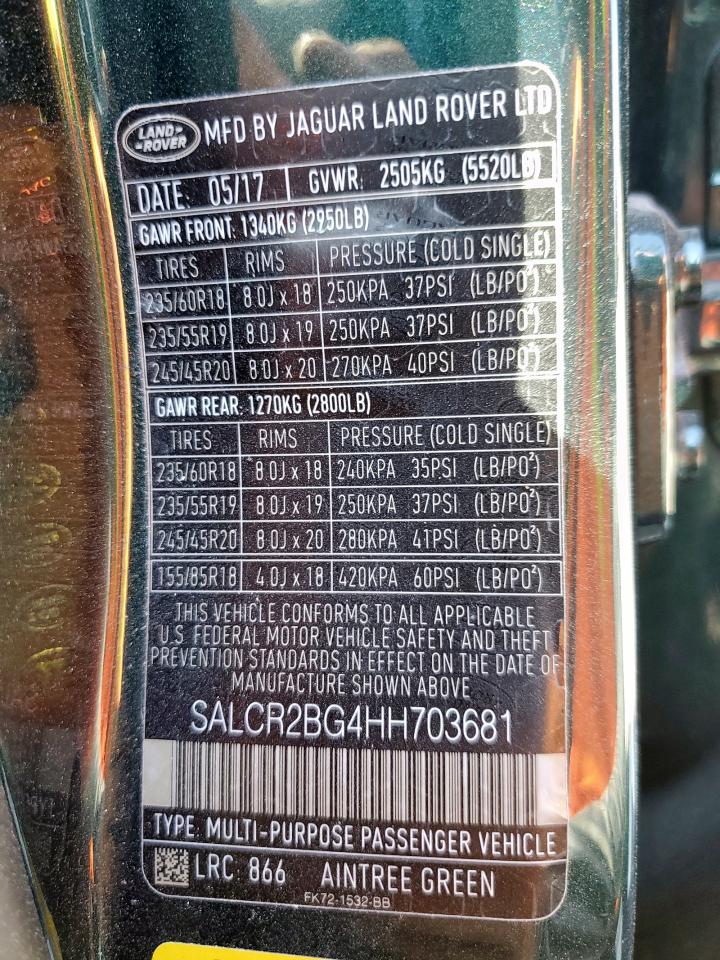 LAND-
-ROVER
MFD BY JAGUAR LAND ROVER LTD
DATE: 05/17 GVWR: 2505KG (5520LB)
GAWR FRONT: 1340KG (2950LB)
TIRES RIMS PRESSURE (COLD SINGLE)
235/60R18 8.0J x 18 250KPA 37PSI (LB/PO²)
235/55R19 8.0J x 19 250KPA 37PSI (LB/PO²)
245/45R20 8.0J x 20 270KPA 40PSI (LB/PO²)
GAWR REAR: 1270KG (2800LB)
TIRES RIMS PRESSURE (COLD SINGLE)
235/60R18 8.0J x 18 240KPA 35PSI (LB/PO²)
235/55R19 8.0J x 19 250KPA 37PSI (LB/PO²)
245/45R20 8.0J x 20 280KPA 41PSI (LB/PO²)
155/85R18 4.0J x 18 420KPA 60PSI (LB/PO²)
THIS VEHICLE CONFORMS TO ALL APPLICABLE
U.S. FEDERAL MOTOR VEHICLE SAFETY AND THEFT
PREVENTION STANDARDS IN EFFECT ON THE DATE OF
MANUFACTURE SHOWN ABOVE
SALCR2BG4HH703681
TYPE: MULTI-PURPOSE PASSENGER VEHICLE
LRC 866 AINTREE GREEN
FK72-1532-BB